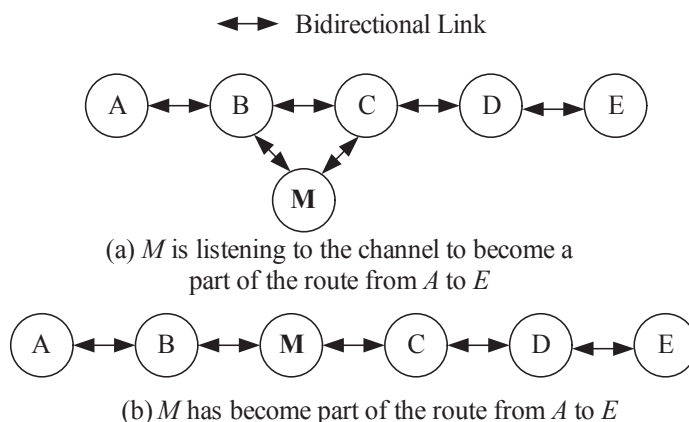 Bidirectional Link
A B C D E
M
(a) M is listening to the channel to become a
part of the route from A to E
A B M C D E
(b) M has become part of the route from A to E